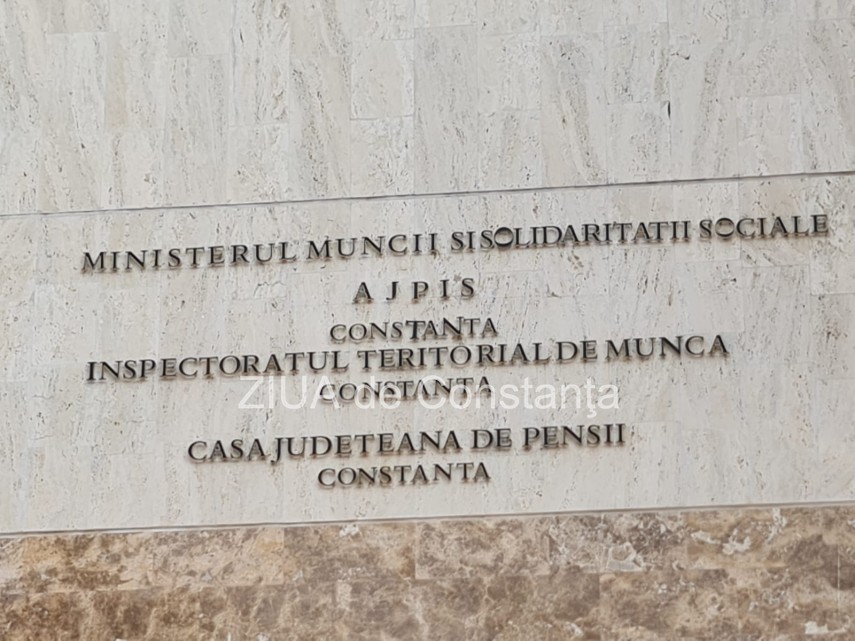 MINISTERUL MUNCII SI SOLIDARITATII SOCIALE
AJPIS
CONSTANTA
INSPECTORATUL TERITORIAL DE MUNCA
CONSTANTA
ZIUA de Constanţa
CASA JUDETEANA DE PENSII
CONSTANTA